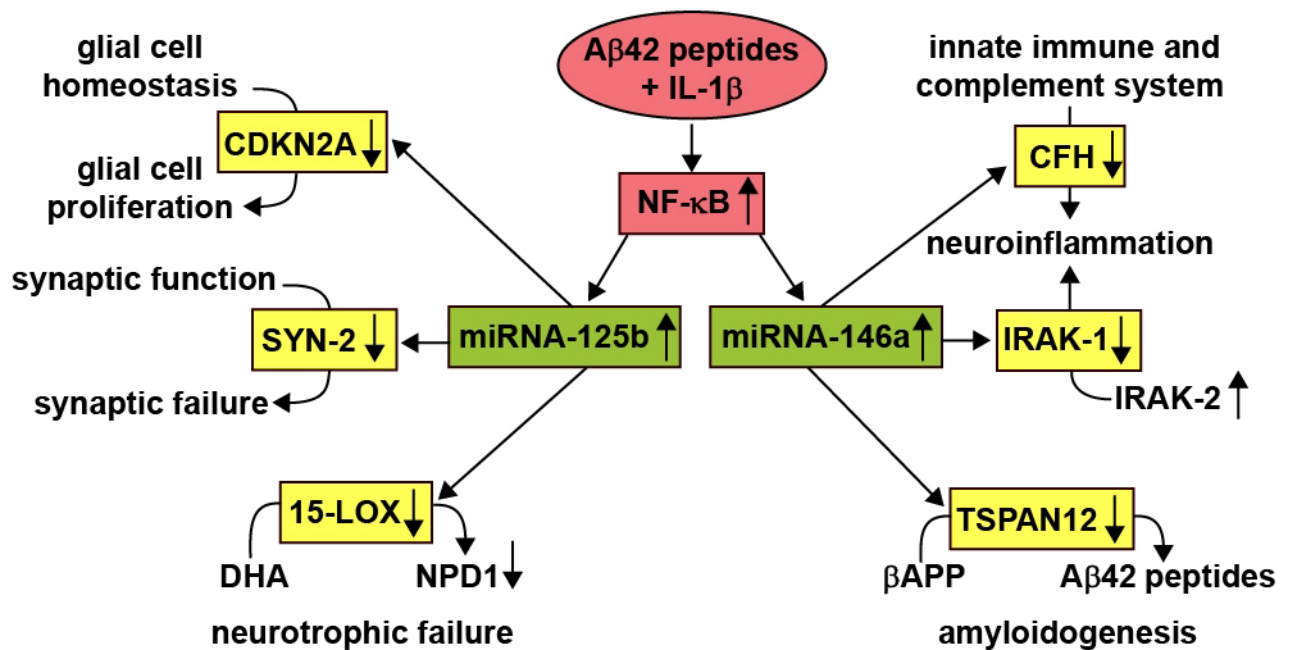 glial cell
homeostasis
CDKN2A ↓
glial cell
proliferation
Aβ42 peptides
+ IL-1β
NF-κB ↑
innate immune and
complement system
CFH ↓
neuroinflammation
synaptic function
SYN-2 ↓
synaptic failure
miRNA-125b ↑
miRNA-146a ↑
IRAK-1 ↓
IRAK-2 ↑
15-LOX ↓
DHA
NPD1 ↓
neurotrophic failure
TSPAN12 ↓
βAPP
Aβ42 peptides
amyloidogenesis